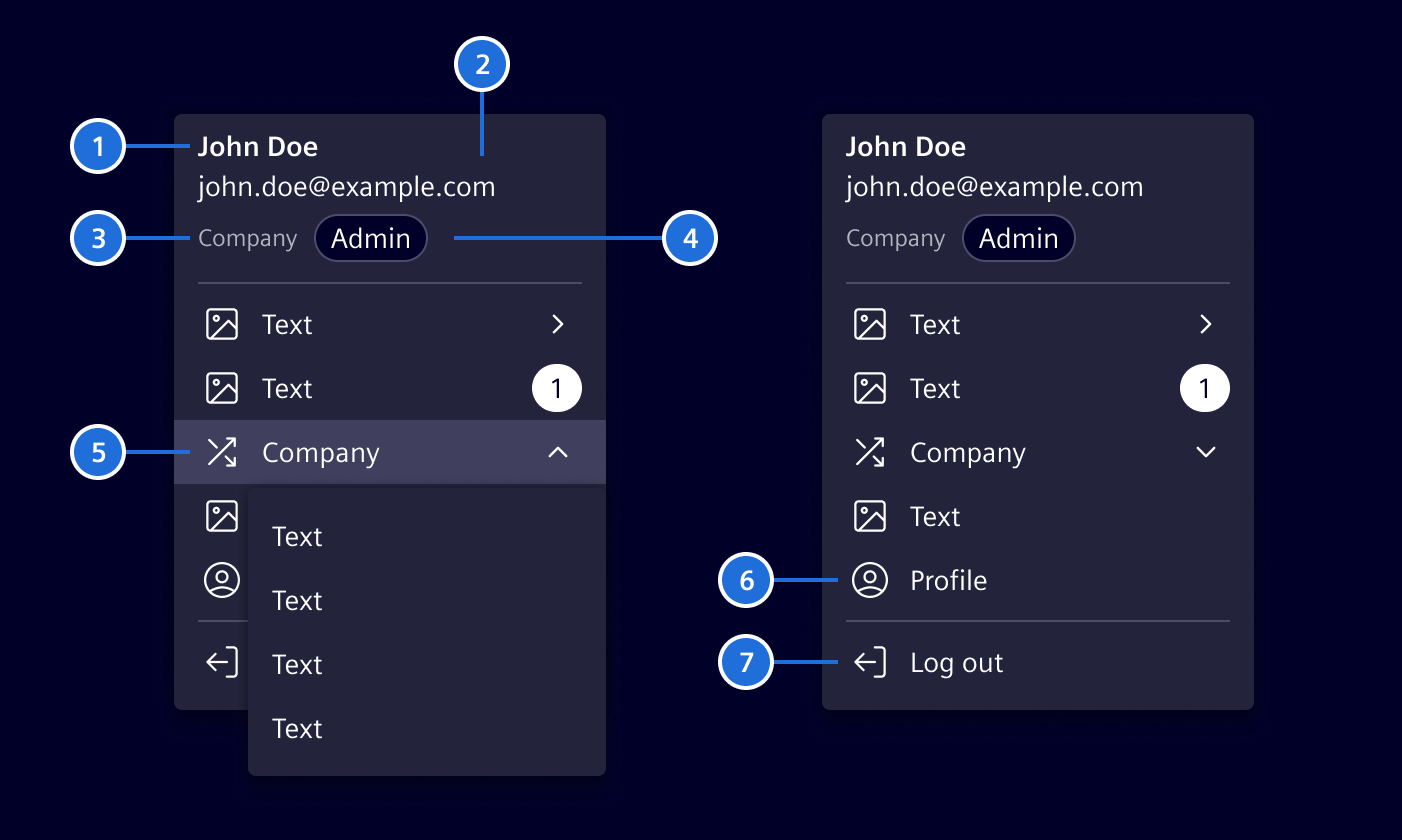 2
1
John Doe
john.doe@example.com
3
Company Admin
4
Text
Text 1
5
Company
Text
Text
Text
Text
John Doe
john.doe@example.com
Company Admin
Text
Text 1
Company
Text
6
Profile
7
Log out